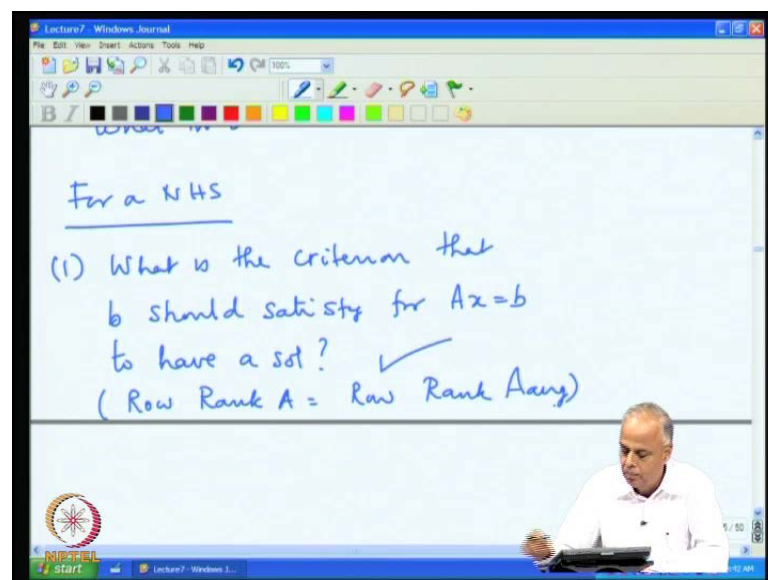 Lecture7 - Windows Journal
File Edit View Insert Actions Tools Help
100%
B I
For a NHS
(1) What is the criterion that
b should satisfy for Ax=b
to have a sol?
( Row Rank A = Row Rank Aaug)
5/50
NPTEL
start
Lecture7 - Windows J...